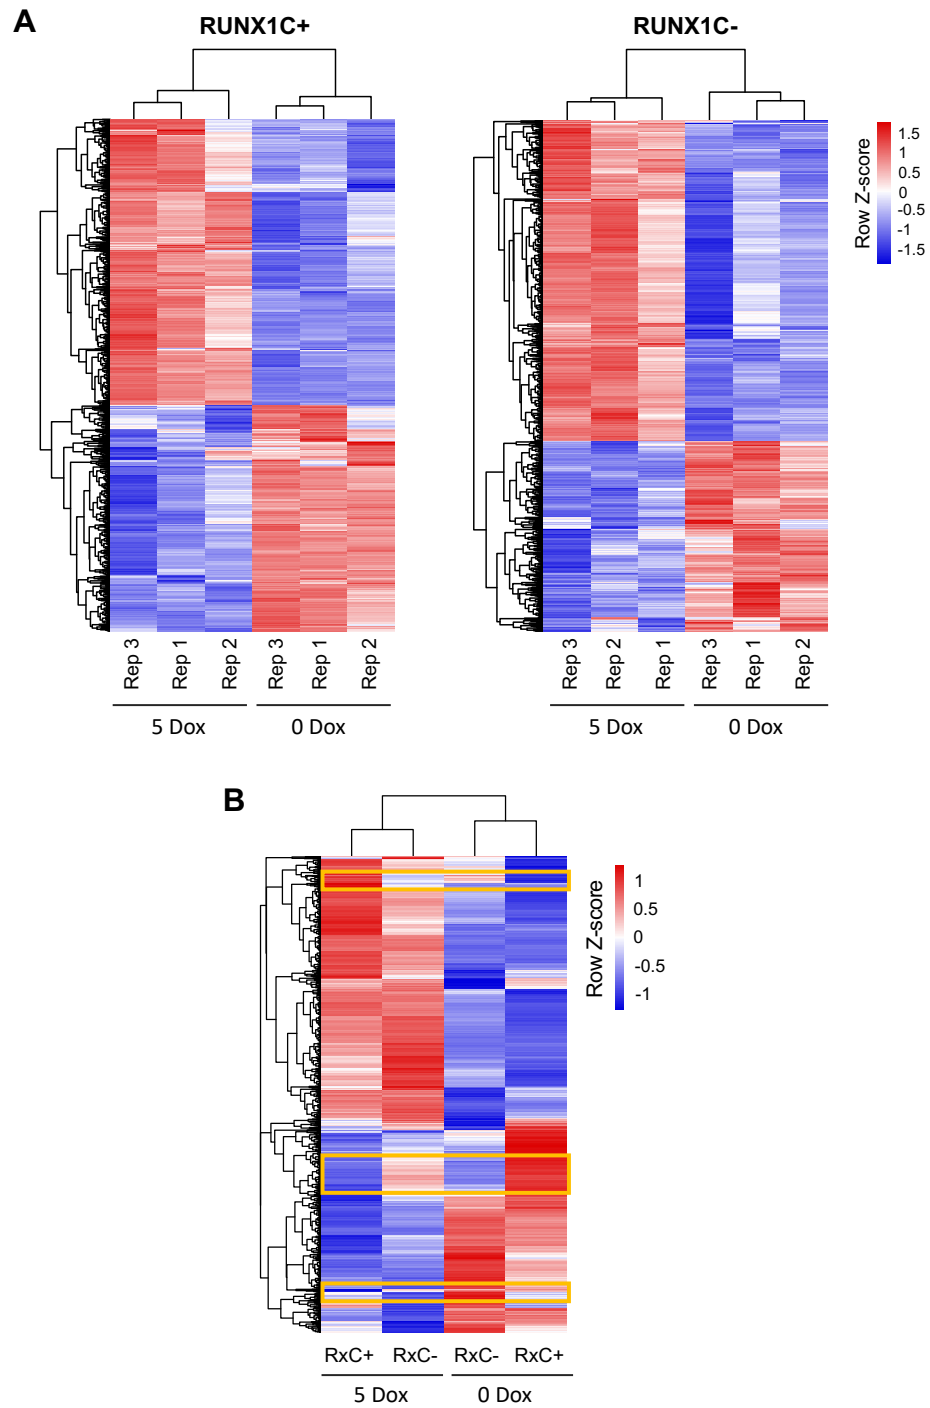 A
RUNX1C+
RUNX1C-
Row Z-score
1.5
1
0.5
0
-0.5
-1
-1.5
Rep 3
Rep 1
Rep 2
Rep 3
Rep 1
Rep 2
Rep 3
Rep 2
Rep 1
Rep 3
Rep 1
Rep 2
5 Dox
0 Dox
5 Dox
0 Dox
B
Row Z-score
1
0.5
0
-0.5
-1
RxC+
RxC-
RxC-
RxC+
5 Dox
0 Dox